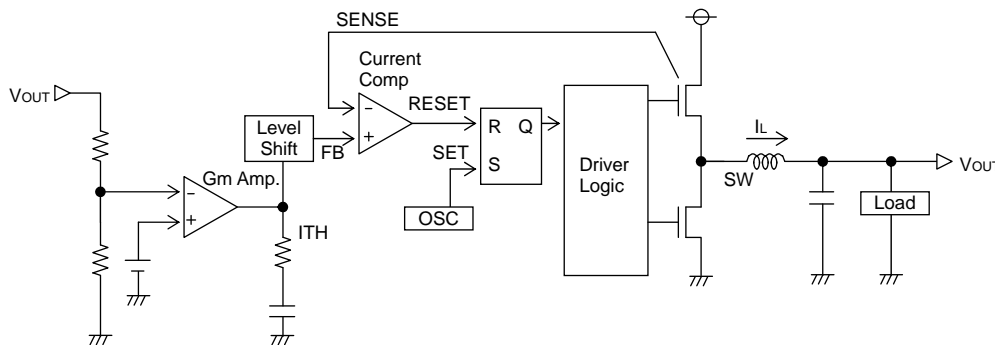 SENSE
Current
Comp
VOUT
RESET
Level
Shift
FB
R Q
SET
S
IL
Gm Amp.
Driver
Logic
SW
VOUT
Load
OSC
ITH
−
+
−
+